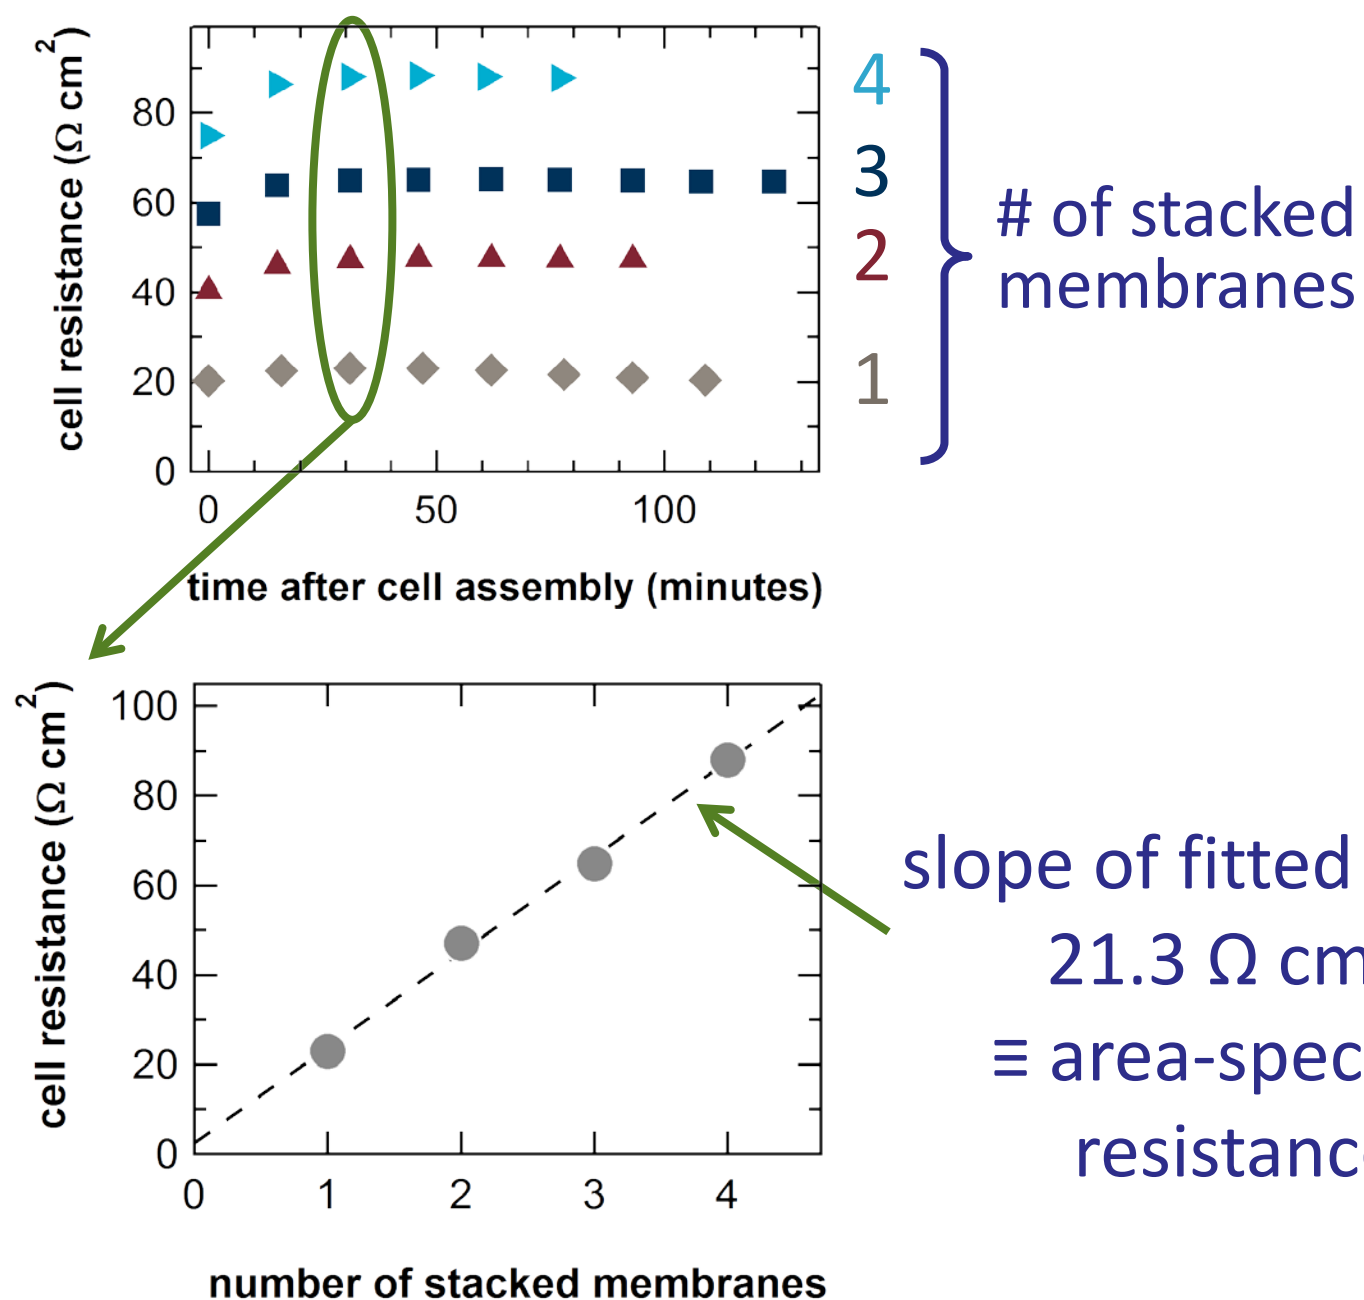 cell resistance (Ω cm²)
80
60
40
20
0
0 50 100
time after cell assembly (minutes)
4
3
2
1
# of stacked
membranes
cell resistance (Ω cm²)
100
80
60
40
20
0
0 1 2 3 4
number of stacked membranes
slope of fitted
21.3 Ω cm
≡ area-spec
resistance